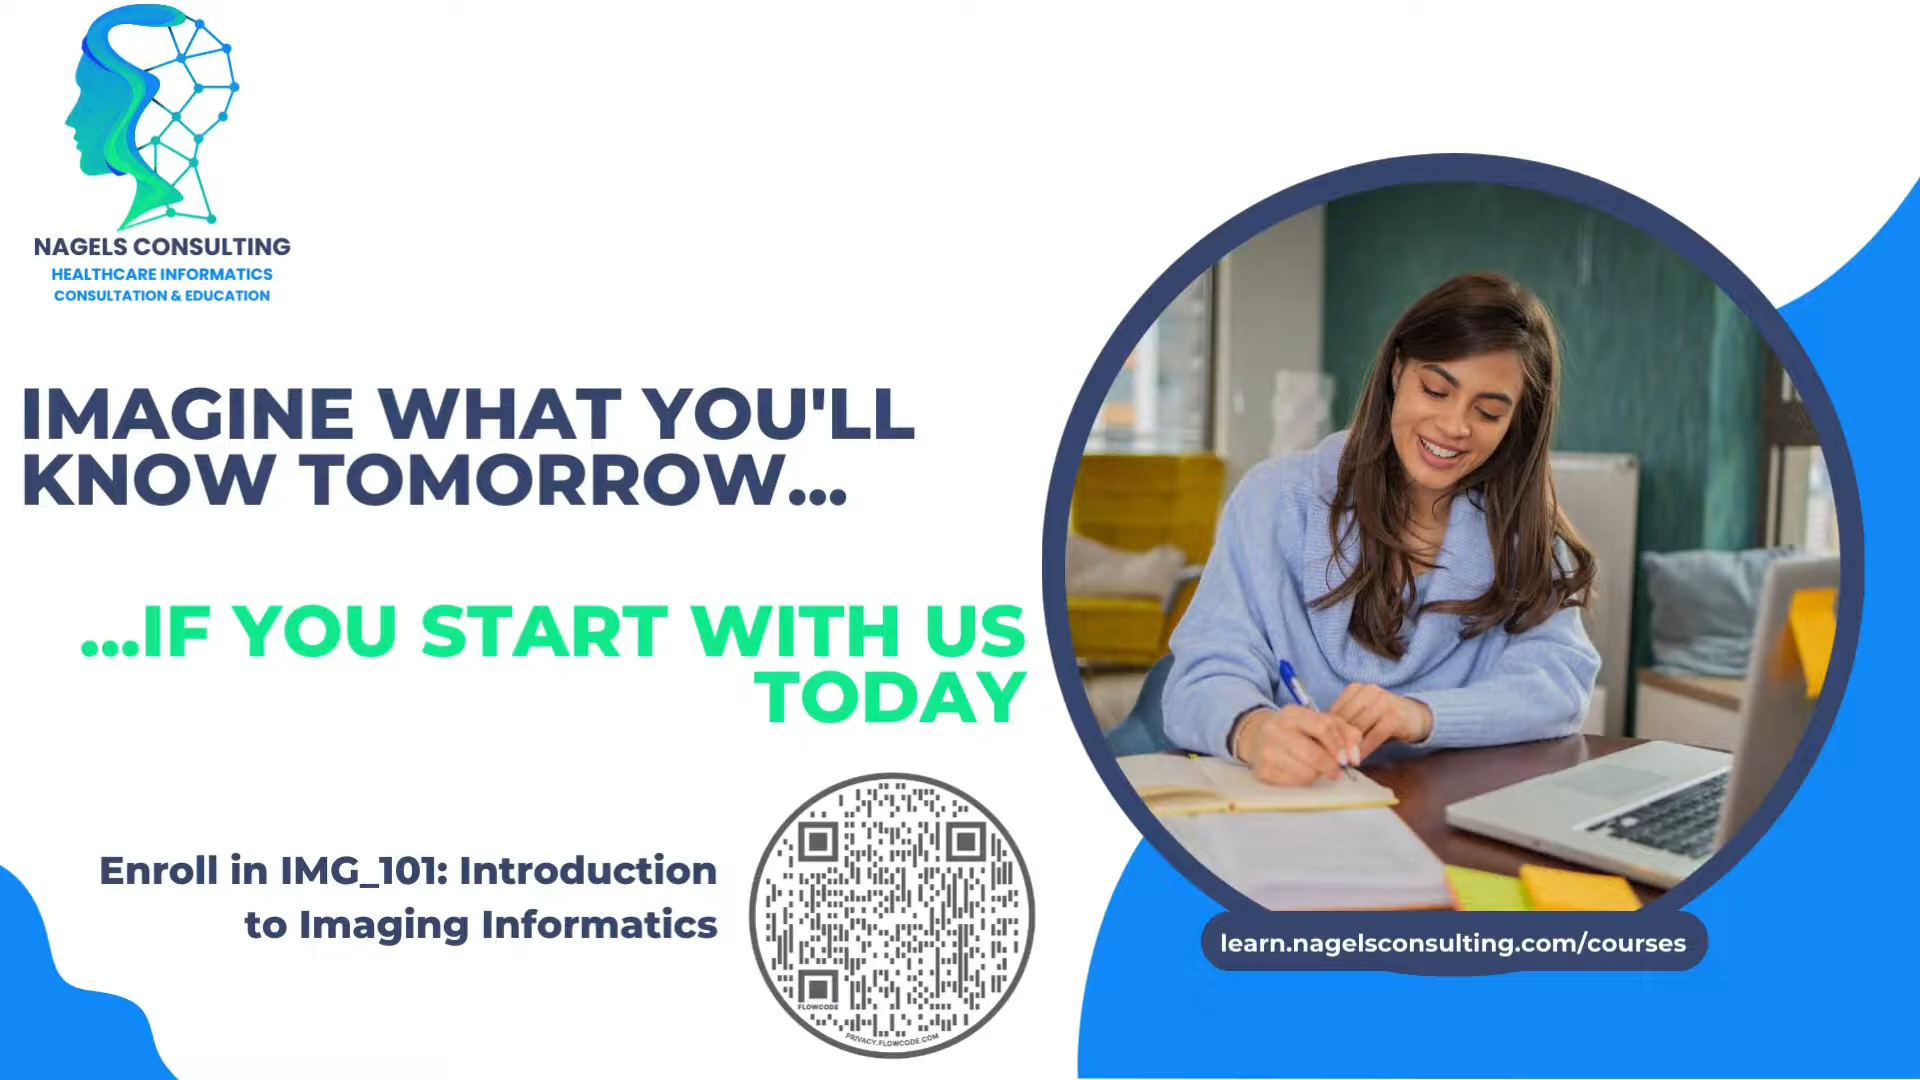 NAGELS CONSULTING
HEALTHCARE INFORMATICS
CONSULTATION & EDUCATION
IMAGINE WHAT YOU'LL
KNOW TOMORROW...
...IF YOU START WITH US
TODAY
Enroll in IMG_101: Introduction
to Imaging Informatics
FLOWCODE
PRIVACY.FLOWCODE.COM
learn.nagelsconsulting.com/courses